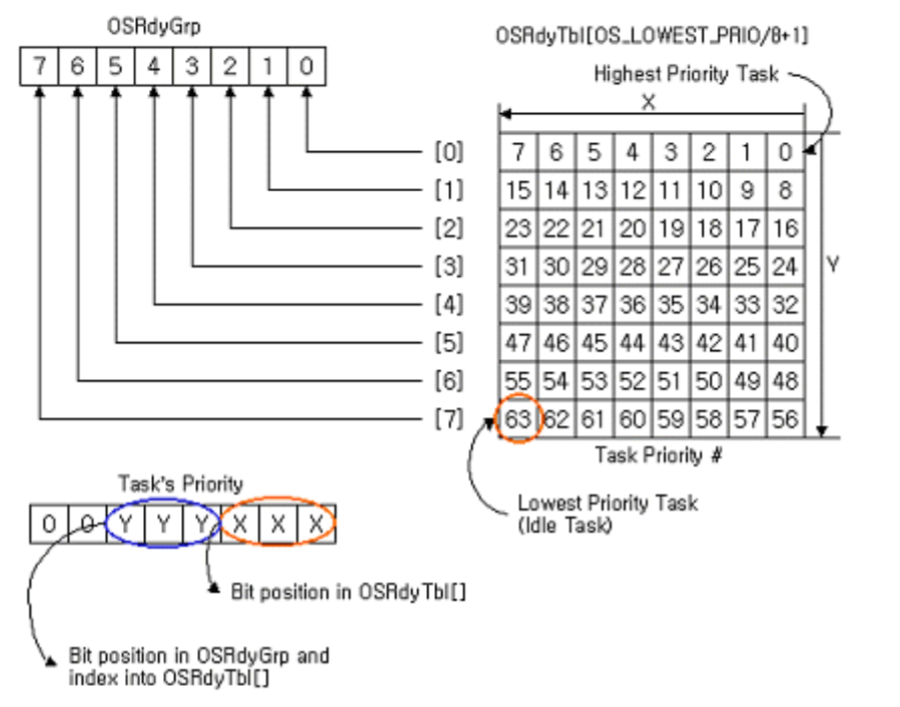 OSRdyGrp
7 6 5 4 3 2 1 0
OSRdyTbl[OS_LOWEST_PRIO/8+1]
Highest Priority Task
X
[0] 7 6 5 4 3 2 1 0
[1] 15 14 13 12 11 10 9 8
[2] 23 22 21 20 19 18 17 16
[3] 31 30 29 28 27 26 25 24
Y
[4] 39 38 37 36 35 34 33 32
[5] 47 46 45 44 43 42 41 40
[6] 55 54 53 52 51 50 49 48
[7] 63 62 61 60 59 58 57 56
Task Priority #
Lowest Priority Task
(Idle Task)
Task's Priority
0 0 Y Y Y X X X
Bit position in OSRdyTbl[]
Bit position in OSRdyGrp and
index into OSRdyTbl[]